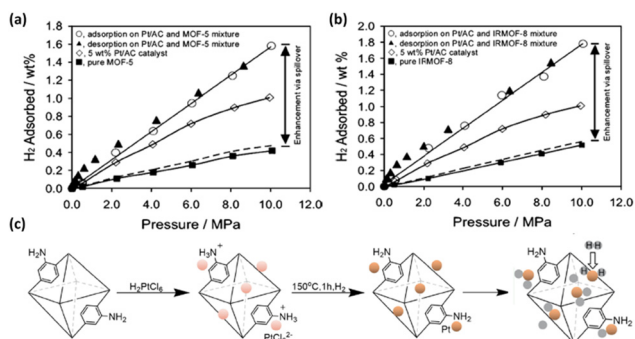 (a)
H₂ Adsorbed / wt%
1.8
1.6
1.4
1.2
1.0
0.8
0.6
0.4
0.2
0.0
○, adsorption on Pt/AC and MOF-5 mixture
▲, desorption on Pt/AC and MOF-5 mixture
◇, 5 wt% Pt/AC catalyst
■, pure MOF-5
Enhancement via spillover
0.0 2.0 4.0 6.0 8.0 10.0
Pressure / MPa
(b)
H₂ Adsorbed / wt%
2.0
1.8
1.6
1.4
1.2
1.0
0.8
0.6
0.4
0.2
0.0
○, adsorption on Pt/AC and IRMOF-8 mixture
▲, desorption on Pt/AC and IRMOF-8 mixture
◇, 5 wt% Pt/AC catalyst
■, pure IRMOF-8
Enhancement via spillover
0.0 2.0 4.0 6.0 8.0 10.0
Pressure / MPa
(c)
H₂N
NH₂
H₂PtCl₆
H₃N⁺
⁺NH₃
PtCl₆²⁻
150°C,1h,H₂
H₂N
NH₂
Pt
H₂N
NH₂
H H
H H